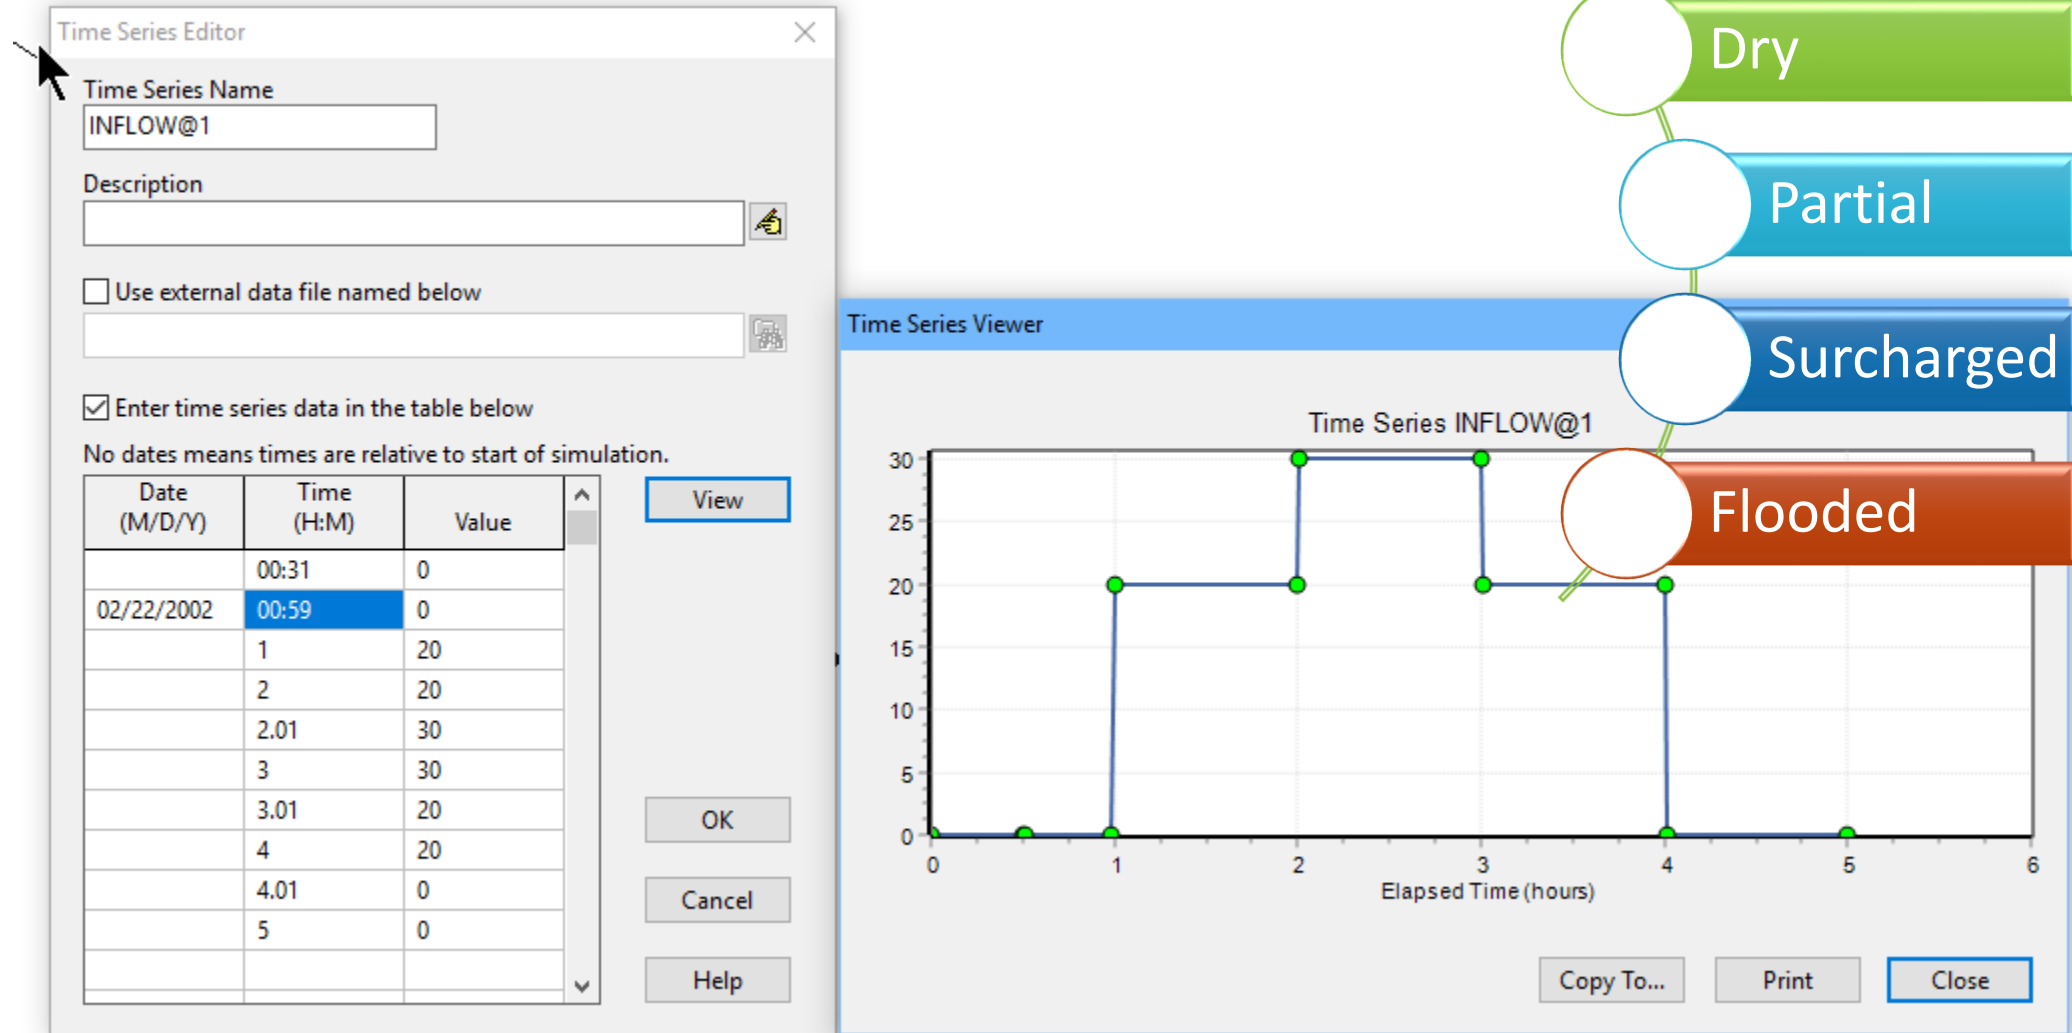 Time Series Editor
Time Series Name
INFLOW@1
Description
Use external data file named below
Enter time series data in the table below
No dates means times are relative to start of simulation.
Date (M/D/Y) Time (H:M) Value
00:31 0
02/22/2002 00:59 0
1 20
2 20
2.01 30
3 30
3.01 20
4 20
4.01 0
5 0
View
OK
Cancel
Help
Time Series Viewer
Time Series INFLOW@1
30
25
20
15
10
5
0
0 1 2 3 4 5 6
Elapsed Time (hours)
Copy To...
Print
Close
Dry
Partial
Surcharged
Flooded